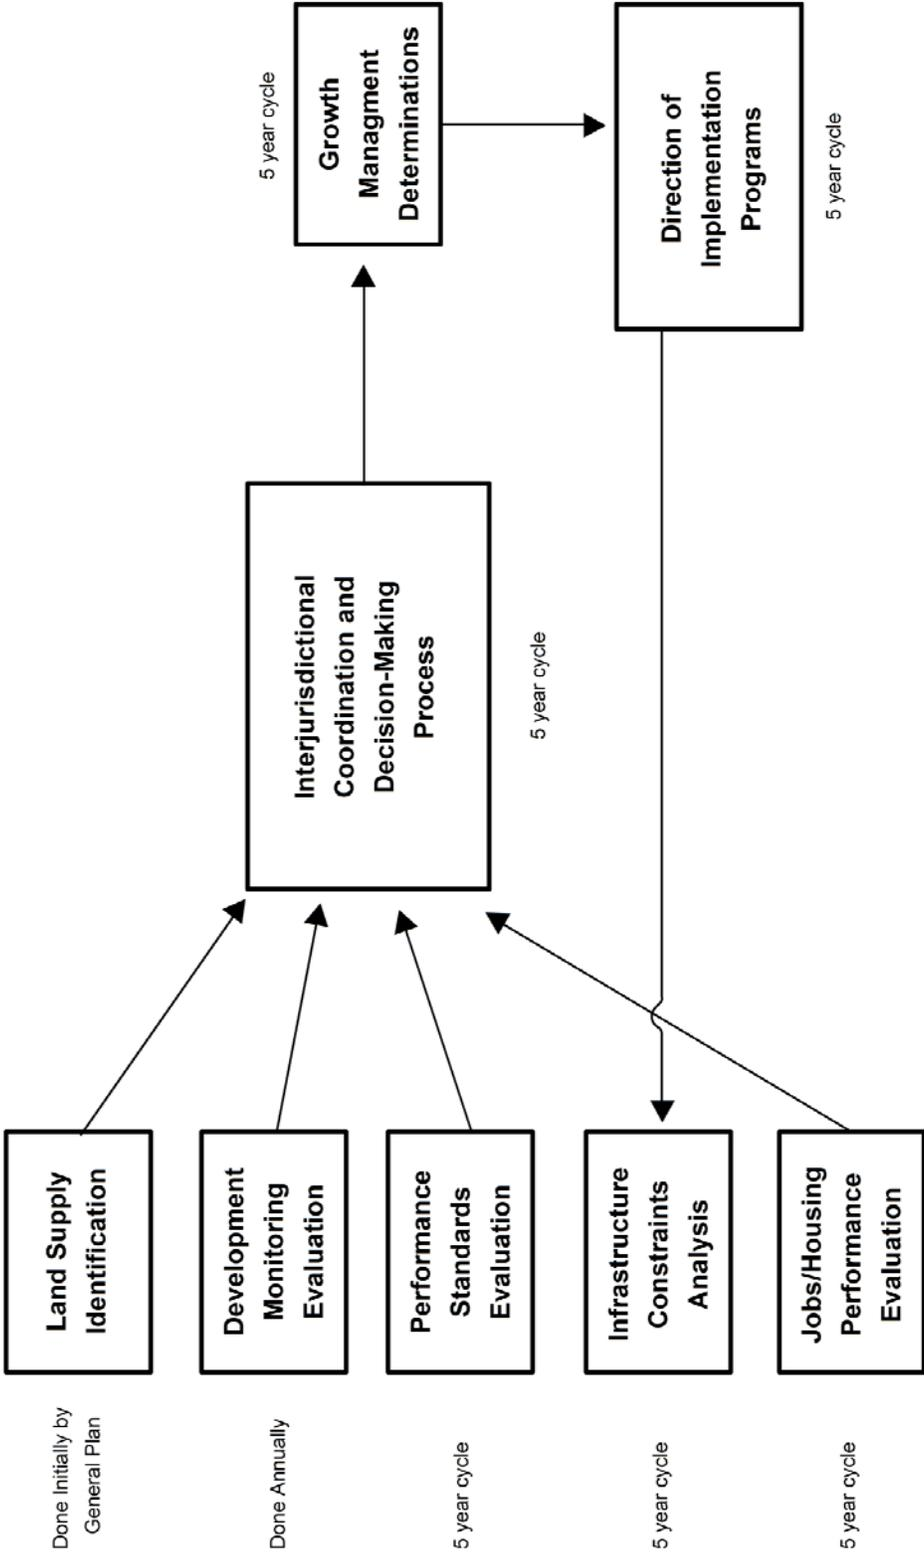 Done Initially by
General Plan
Land Supply
Identification
Done Annually
Development
Monitoring
Evaluation
5 year cycle
Performance
Standards
Evaluation
5 year cycle
Infrastructure
Constraints
Analysis
5 year cycle
Jobs/Housing
Performance
Evaluation
Interjurisdictional
Coordination and
Decision-Making
Process
5 year cycle
5 year cycle
Growth
Managment
Determinations
Direction of
Implementation
Programs
5 year cycle